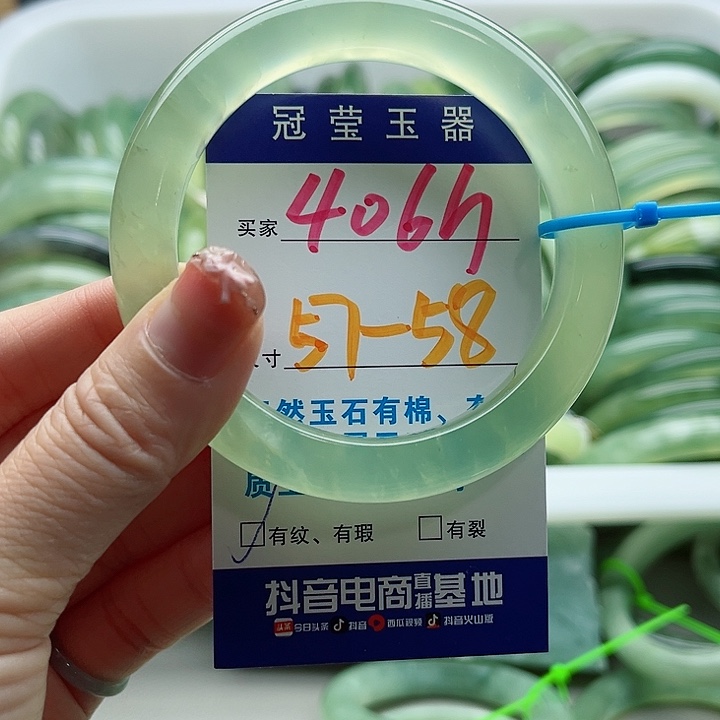 冠莹玉器
买家 406h
寸 57-58
然玉石有棉、
质
有纹、有瑕 有裂
抖音电商直播基地
今日头条 抖音 西瓜视频 抖音火山版